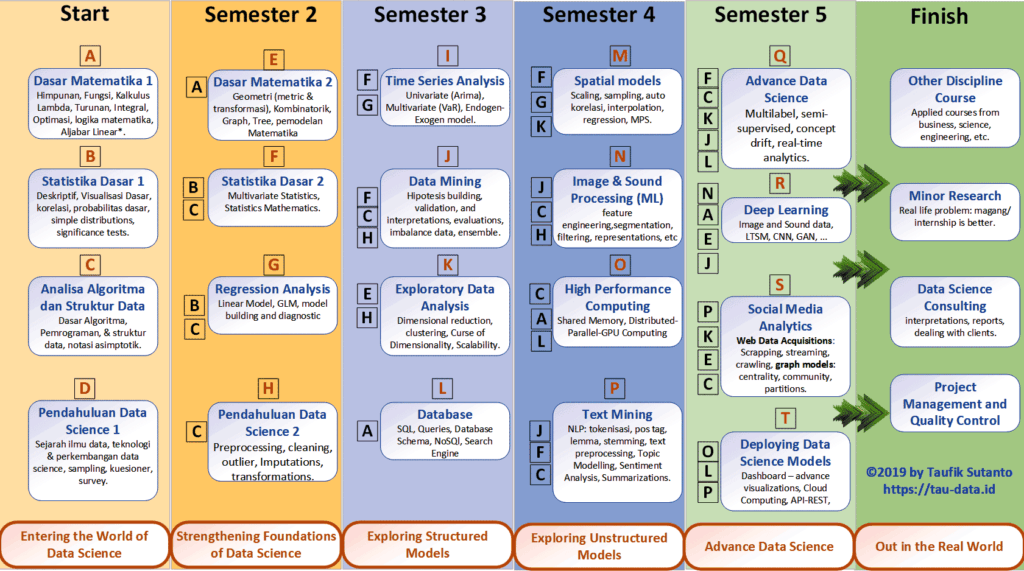 Start
A
Dasar Matematika 1
Himpunan, Fungsi, Kalkulus
Lambda, Turunan, Integral,
Optimasi, logika matematika,
Aljabar Linear*.
B
Statistika Dasar 1
Deskriptif, Visualisasi Dasar,
korelasi, probabilitas dasar,
simple distributions,
significance tests.
C
Analisa Algoritma
dan Struktur Data
Dasar Algoritma,
Pemrograman, & struktur
data, notasi asimptotik.
D
Pendahuluan Data
Science 1
Sejarah ilmu data, teknologi
& perkembangan data
science, sampling, kuesioner,
survey.
Entering the World of
Data Science
Semester 2
E
A
Dasar Matematika 2
Geometri (metric &
transformasi), Kombinatorik,
Graph, Tree, pemodelan
Matematika
F
B
C
Statistika Dasar 2
Multivariate Statistics,
Statistics Mathematics.
G
B
C
Regression Analysis
Linear Model, GLM, model
building and diagnostic
H
C
Pendahuluan Data
Science 2
Preprocessing, cleaning,
outlier, Imputations,
transformations.
Strengthening Foundations
of Data Science
Semester 3
I
F
G
Time Series Analysis
Univariate (Arima),
Multivariate (VaR), Endogen-
Exogen model.
J
F
C
H
Data Mining
Hipotesis building,
validation, and
interpretations, evaluations,
imbalance data, ensemble.
K
E
H
Exploratory Data
Analysis
Dimensional reduction,
clustering, Curse of
Dimensionality, Scalability.
L
A
Database
SQL, Queries, Database
Schema, NoSQl, Search
Engine
Exploring Structured
Models
Semester 4
M
F
G
K
Spatial models
Scaling, sampling, auto
korelasi, interpolation,
regression, MPS.
N
J
C
H
Image & Sound
Processing (ML)
feature
engineering,segmentation,
filtering, representations, etc
O
C
A
L
High Performance
Computing
Shared Memory, Distributed-
Parallel-GPU Computing
P
J
F
C
Text Mining
NLP: tokenisasi, pos tag,
lemma, stemming, text
preprocessing, Topic
Modelling, Sentiment
Analysis, Summarizations.
Exploring Unstructured
Models
Semester 5
Q
F
C
K
J
L
Advance Data
Science
Multilabel, semi-
supervised, concept
drift, real-time
analytics.
R
N
A
E
J
Deep Learning
Image and Sound data,
LTSM, CNN, GAN, ...
S
P
K
E
C
Social Media
Analytics
Web Data Acquisitions:
Scrapping, streaming,
crawling, graph models:
centrality, community,
partitions.
T
O
L
P
Deploying Data
Science Models
Dashboard – advance
visualizations, Cloud
Computing, API-REST,
Advance Data Science
Finish
Other Discipline
Course
Applied courses from
business, science,
engineering, etc.
Minor Research
Real life problem: magang/
internship is better.
Data Science
Consulting
interpretations, reports,
dealing with clients.
Project
Management and
Quality Control
©2019 by Taufik Sutanto
https://tau-data.id
Out in the Real World